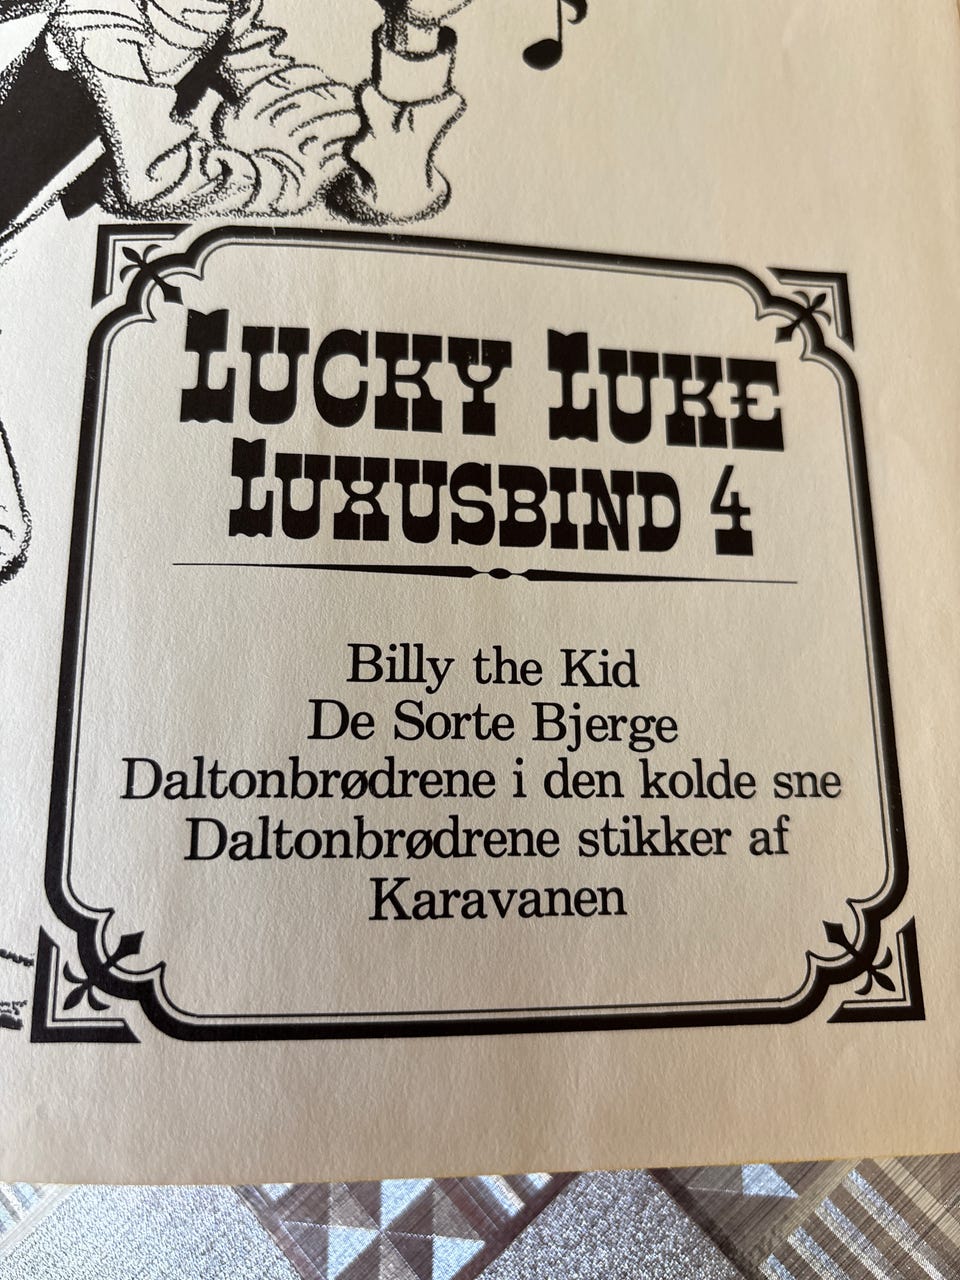 LUCKY LUKE
LUXUSBIND 4
Billy the Kid
De Sorte Bjerge
Daltonbrødrene i den kolde sne
Daltonbrødrene stikker af
Karavanen